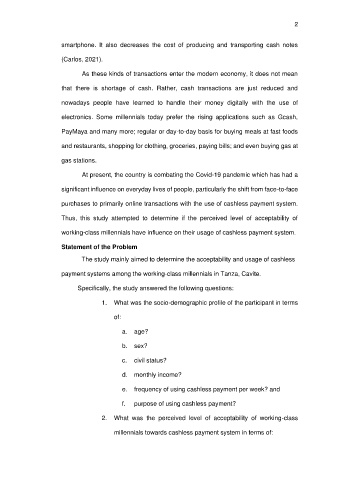 2
smartphone. It also decreases the cost of producing and transporting cash notes
(Carlos, 2021).
As these kinds of transactions enter the modern economy, it does not mean
that there is shortage of cash. Rather, cash transactions are just reduced and
nowadays people have learned to handle their money digitally with the use of
electronics. Some millennials today prefer the rising applications such as Gcash,
PayMaya and many more; regular or day-to-day basis for buying meals at fast foods
and restaurants, shopping for clothing, groceries, paying bills; and even buying gas at
gas stations.
At present, the country is combating the Covid-19 pandemic which has had a
significant influence on everyday lives of people, particularly the shift from face-to-face
purchases to primarily online transactions with the use of cashless payment system.
Thus, this study attempted to determine if the perceived level of acceptability of
working-class millennials have influence on their usage of cashless payment system.
Statement of the Problem
The study mainly aimed to determine the acceptability and usage of cashless
payment systems among the working-class millennials in Tanza, Cavite.
Specifically, the study answered the following questions:
1. What was the socio-demographic profile of the participant in terms
of:
a. age?
b. sex?
c. civil status?
d. monthly income?
e. frequency of using cashless payment per week? and
f. purpose of using cashless payment?
2. What was the perceived level of acceptability of working-class
millennials towards cashless payment system in terms of: